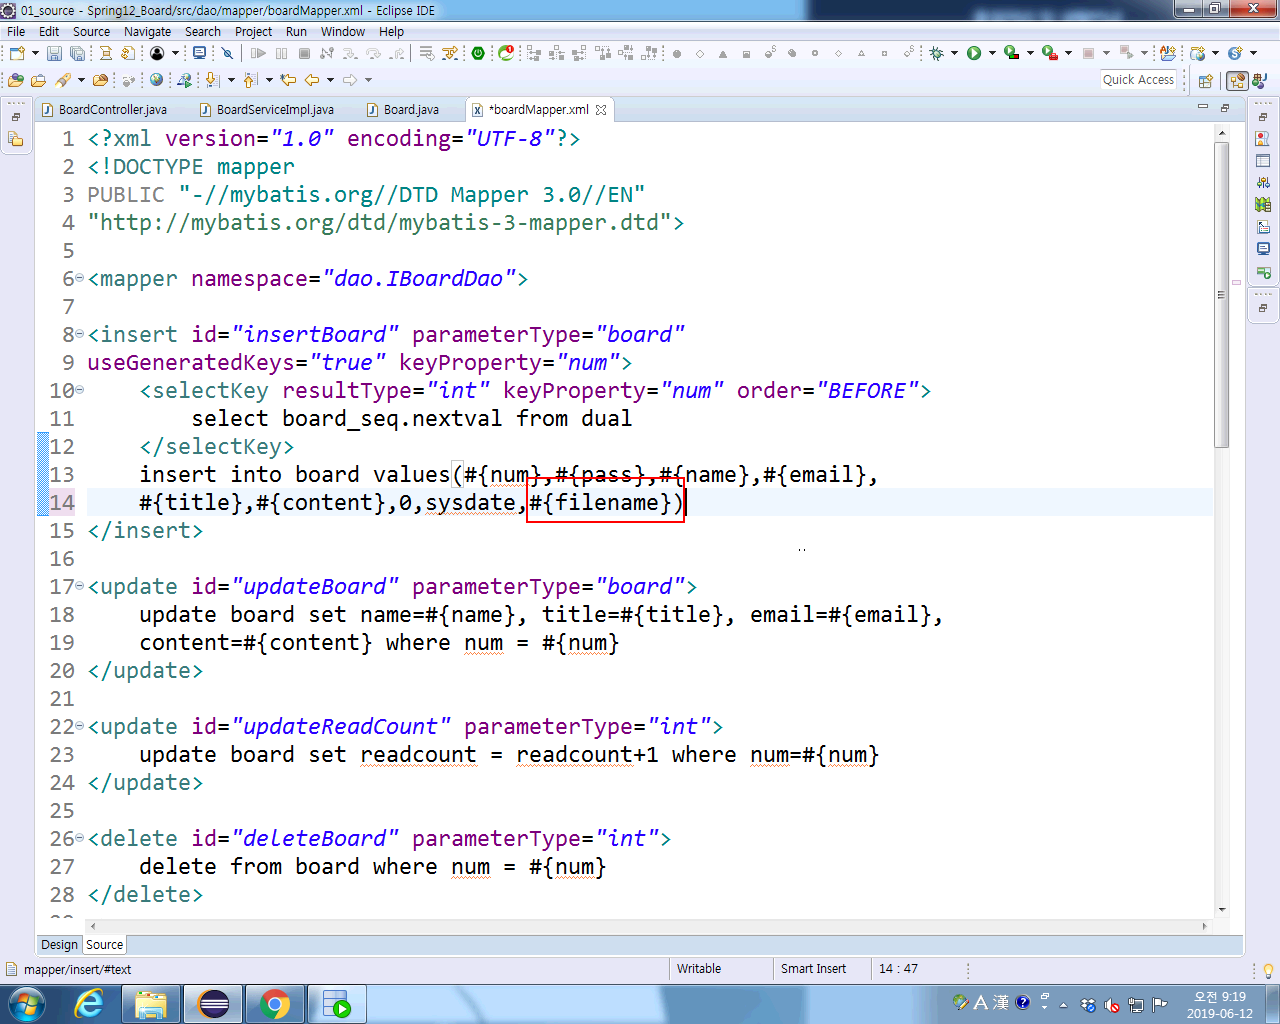 01_source - Spring12_Board/src/dao/mapper/boardMapper.xml - Eclipse IDE
File Edit Source Navigate Search Project Run Window Help
Quick Access
BoardController.java BoardServiceImpl.java Board.java *boardMapper.xml
1 <?xml version="1.0" encoding="UTF-8"?>
2 <!DOCTYPE mapper
3 PUBLIC "-//mybatis.org//DTD Mapper 3.0//EN"
4 "http://mybatis.org/dtd/mybatis-3-mapper.dtd">
5
6 <mapper namespace="dao.IBoardDao">
7
8 <insert id="insertBoard" parameterType="board"
9 useGeneratedKeys="true" keyProperty="num">
10 <selectKey resultType="int" keyProperty="num" order="BEFORE">
11 select board_seq.nextval from dual
12 </selectKey>
13 insert into board values(#{num},#{pass},#{name},#{email},
14 #{title},#{content},0,sysdate,#{filename})
15 </insert>
16
17 <update id="updateBoard" parameterType="board">
18 update board set name=#{name}, title=#{title}, email=#{email},
19 content=#{content} where num = #{num}
20 </update>
21
22 <update id="updateReadCount" parameterType="int">
23 update board set readcount = readcount+1 where num=#{num}
24 </update>
25
26 <delete id="deleteBoard" parameterType="int">
27 delete from board where num = #{num}
28 </delete>
Design Source
mapper/insert/#text Writable Smart Insert 14 : 47
A 漢 오전 9:19
2019-06-12